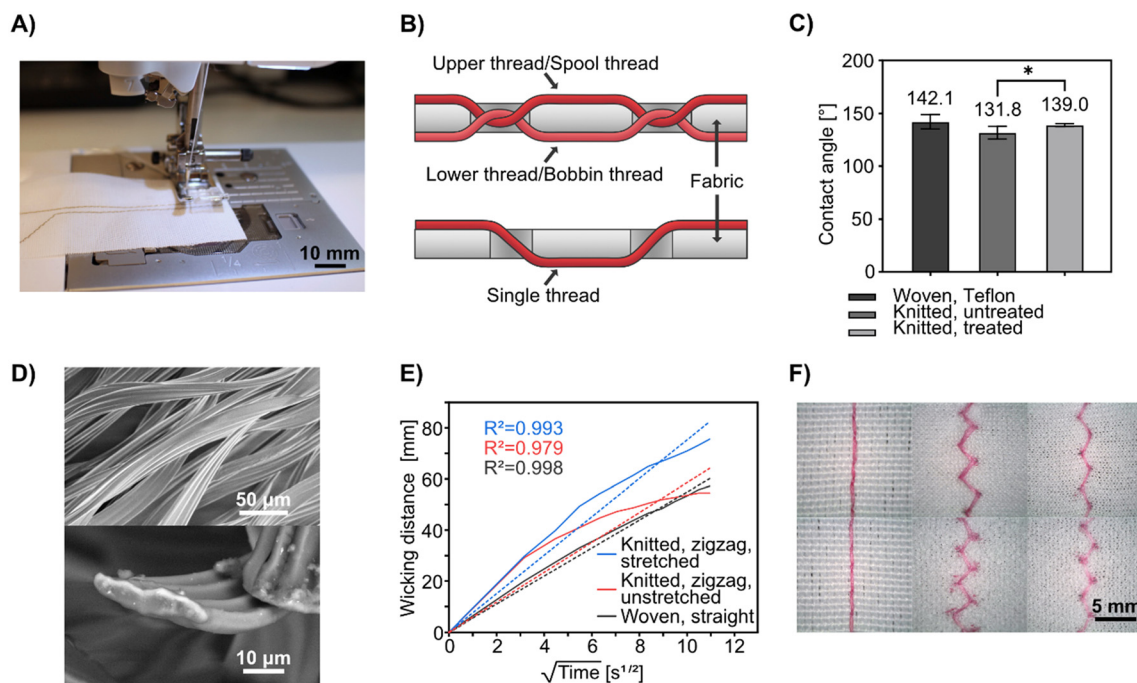 A)
10 mm
B)
Upper thread/Spool thread
Lower thread/Bobbin thread
Fabric
Single thread
C)
Contact angle [°]
200
150
100
50
0
142.1
131.8
139.0
*
Woven, Teflon
Knitted, untreated
Knitted, treated
D)
50 µm
10 µm
E)
Wicking distance [mm]
80
60
40
20
0
R²=0.993
R²=0.979
R²=0.998
Knitted, zigzag,
stretched
Knitted, zigzag,
unstretched
Woven, straight
0 2 4 6 8 10 12
√Time [s¹ᐟ²]
F)
5 mm